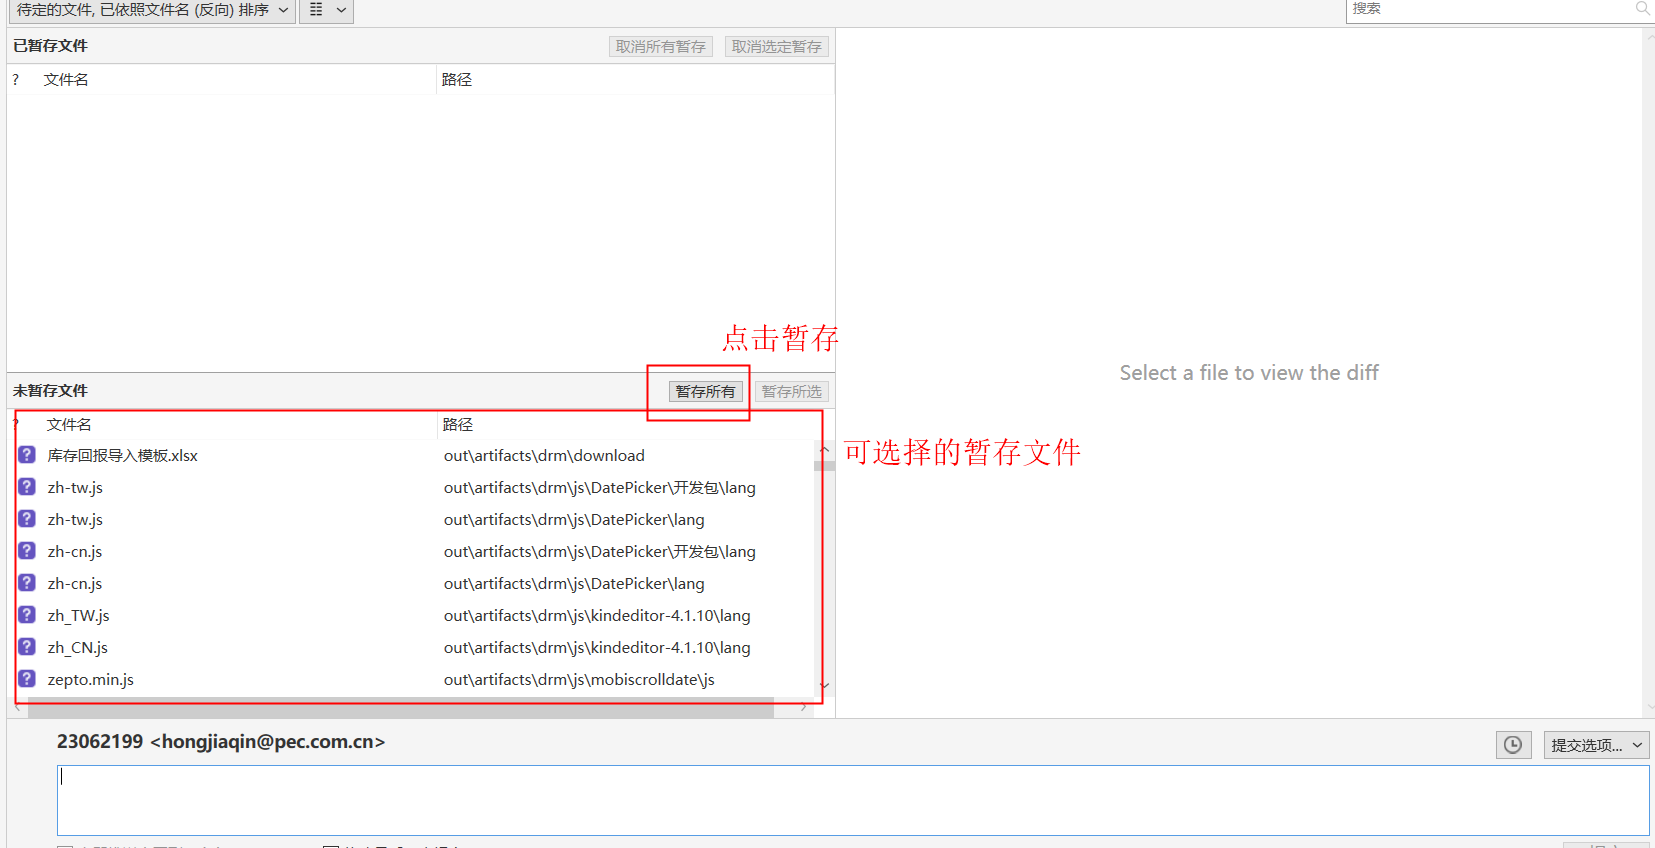 待定的文件, 已依照文件名 (反向) 排序
搜索
已暂存文件
取消所有暂存
取消选定暂存
? 文件名 路径
点击暂存
Select a file to view the diff
未暂存文件
暂存所有
暂存所选
? 文件名 路径
可选择的暂存文件
? 库存回报导入模板.xlsx out\artifacts\drm\download
? zh-tw.js out\artifacts\drm\js\DatePicker\开发包\lang
? zh-tw.js out\artifacts\drm\js\DatePicker\lang
? zh-cn.js out\artifacts\drm\js\DatePicker\开发包\lang
? zh-cn.js out\artifacts\drm\js\DatePicker\lang
? zh_TW.js out\artifacts\drm\js\kindeditor-4.1.10\lang
? zh_CN.js out\artifacts\drm\js\kindeditor-4.1.10\lang
? zepto.min.js out\artifacts\drm\js\mobiscrolldate\js
23062199 <hongjiaqin@pec.com.cn>
提交选项...